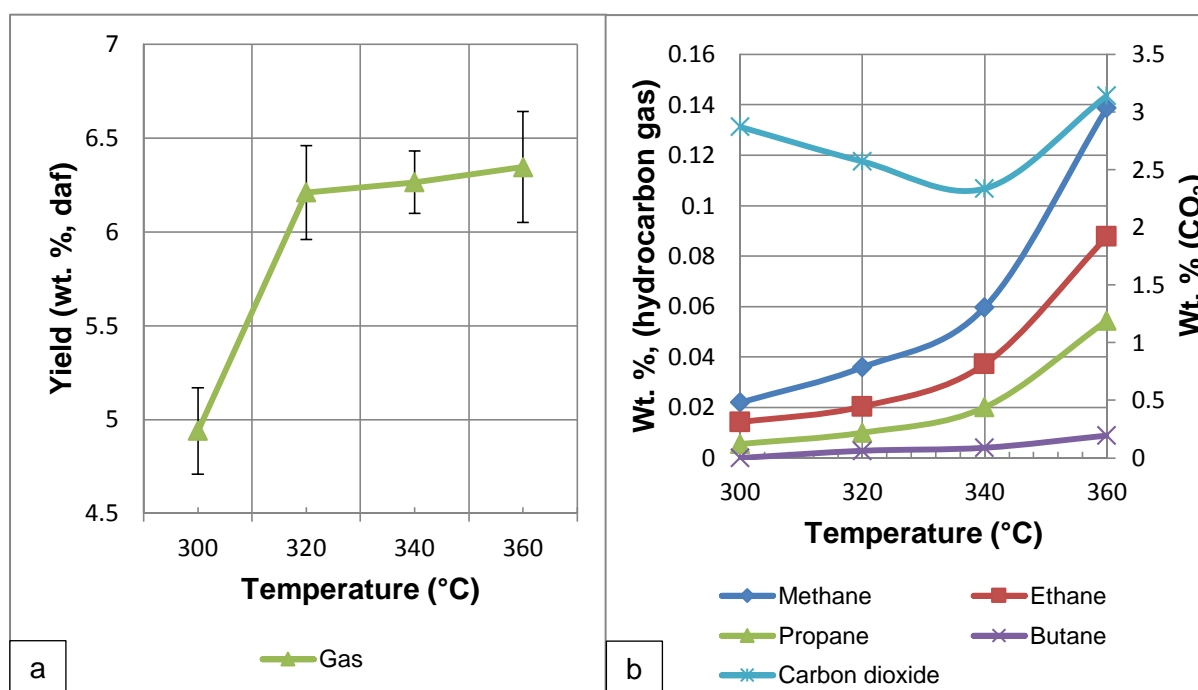 7
6.5
6
5.5
5
4.5
Yield (wt. %, daf)
300 320 340 360
Temperature (°C)
Gas
a
0.16
0.14
0.12
0.1
0.08
0.06
0.04
0.02
0
Wt. %, (hydrocarbon gas)
3.5
3
2.5
2
1.5
1
0.5
0
Wt. % (CO₂)
300 320 340 360
Temperature (°C)
Methane Ethane
Propane Butane
Carbon dioxide
b